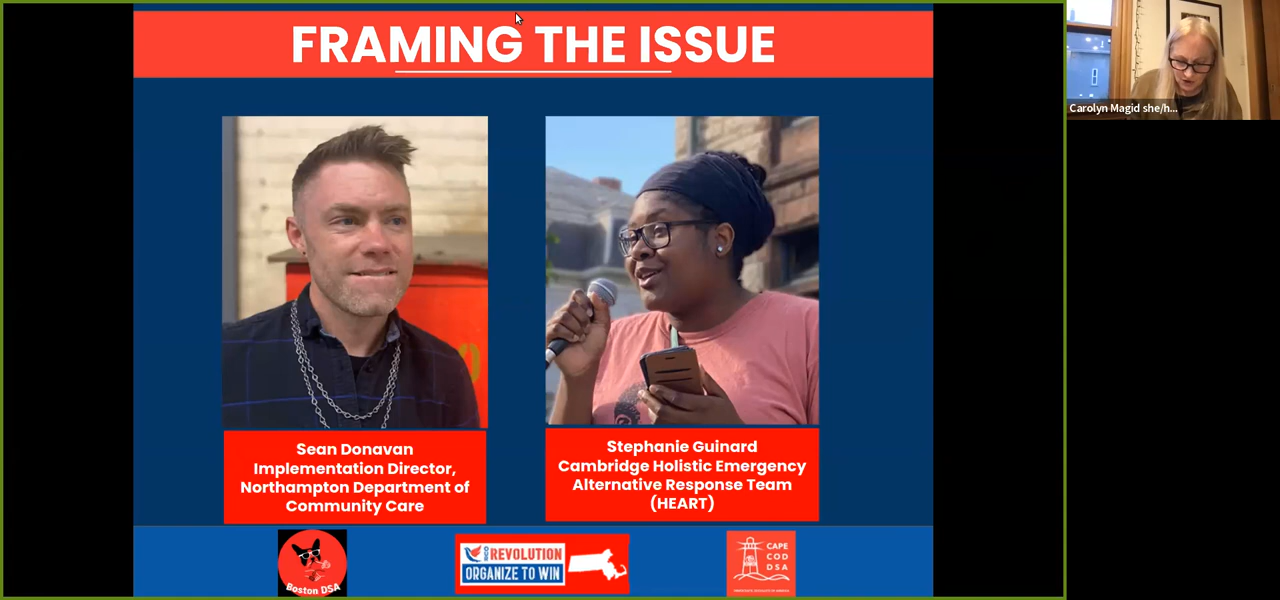 FRAMING THE ISSUE
Carolyn Magid she/h...
Sean Donavan
Implementation Director,
Northampton Department of
Community Care
Stephanie Guinard
Cambridge Holistic Emergency
Alternative Response Team
(HEART)
Boston DSA
REVOLUTION
ORGANIZE TO WIN
CAPE
COD
DSA